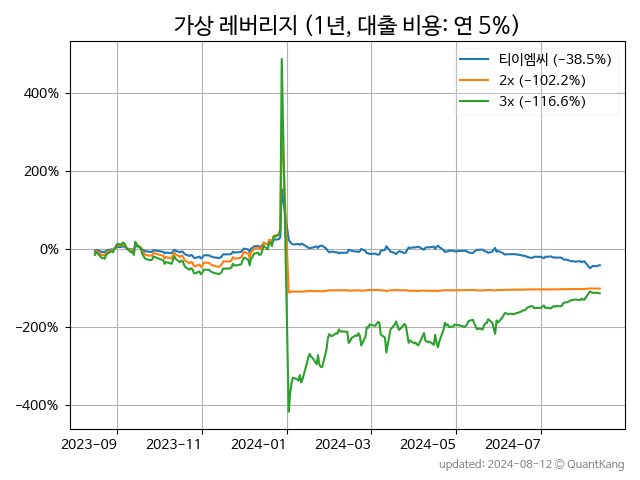 가상 레버리지 (1년, 대출 비용: 연 5%)
티이엠씨 (-38.5%)
2x (-102.2%)
3x (-116.6%)
400%
200%
0%
-200%
-400%
2023-09 2023-11 2024-01 2024-03 2024-05 2024-07
updated: 2024-08-12 © QuantKang